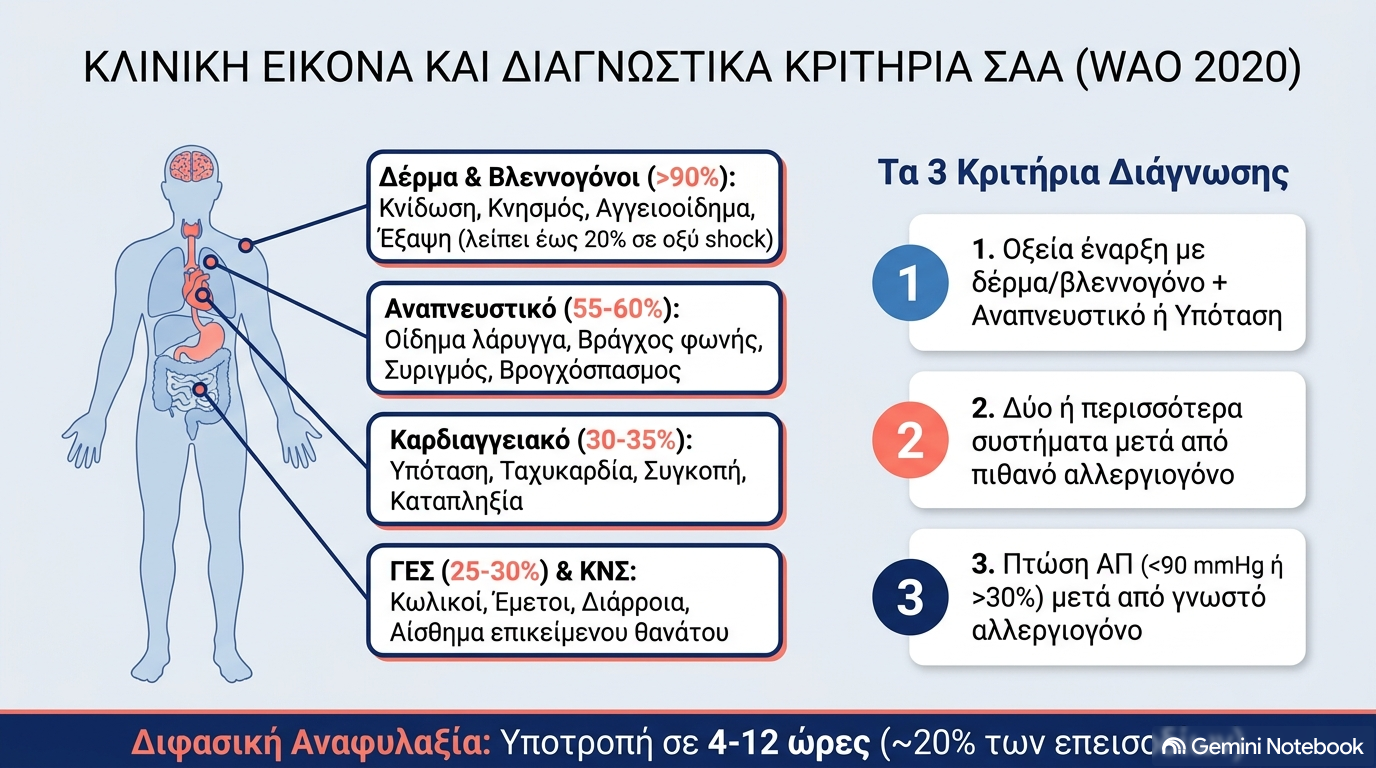 ΚΛΙΝΙΚΗ ΕΙΚΟΝΑ ΚΑΙ ΔΙΑΓΝΩΣΤΙΚΑ ΚΡΙΤΗΡΙΑ ΣΑΑ (WAO 2020)
Δέρμα & Βλεννογόνοι (>90%):
Κνίδωση, Κνησμός, Αγγειοοίδημα,
Έξαψη (λείπει έως 20% σε οξύ shock)
Αναπνευστικό (55-60%):
Οίδημα λάρυγγα, Βράγχος φωνής,
Συριγμός, Βρογχόσπασμος
Καρδιαγγειακό (30-35%):
Υπόταση, Ταχυκαρδία, Συγκοπή,
Καταπληξία
ΓΕΣ (25-30%) & ΚΝΣ:
Κωλικοί, Έμετοι, Διάρροια,
Αίσθημα επικείμενου θανάτου
Τα 3 Κριτήρια Διάγνωσης
1
1. Οξεία έναρξη με
δέρμα/βλεννογόνο +
Αναπνευστικό ή Υπόταση
2
2. Δύο ή περισσότερα
συστήματα μετά από
πιθανό αλλεργιογόνο
3
3. Πτώση ΑΠ (<90 mmHg ή
>30%) μετά από γνωστό
αλλεργιογόνο
Διφασική Αναφυλαξία: Υποτροπή σε 4-12 ώρες (~20% των
Gemini Notebook